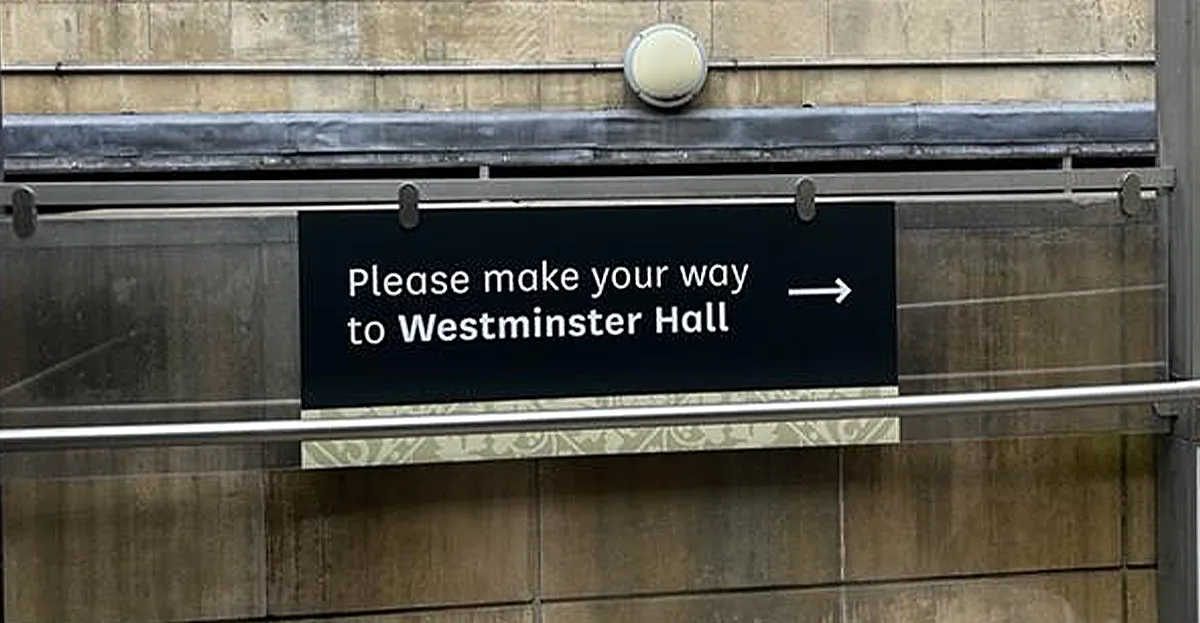 Please make your way →
to Westminster Hall